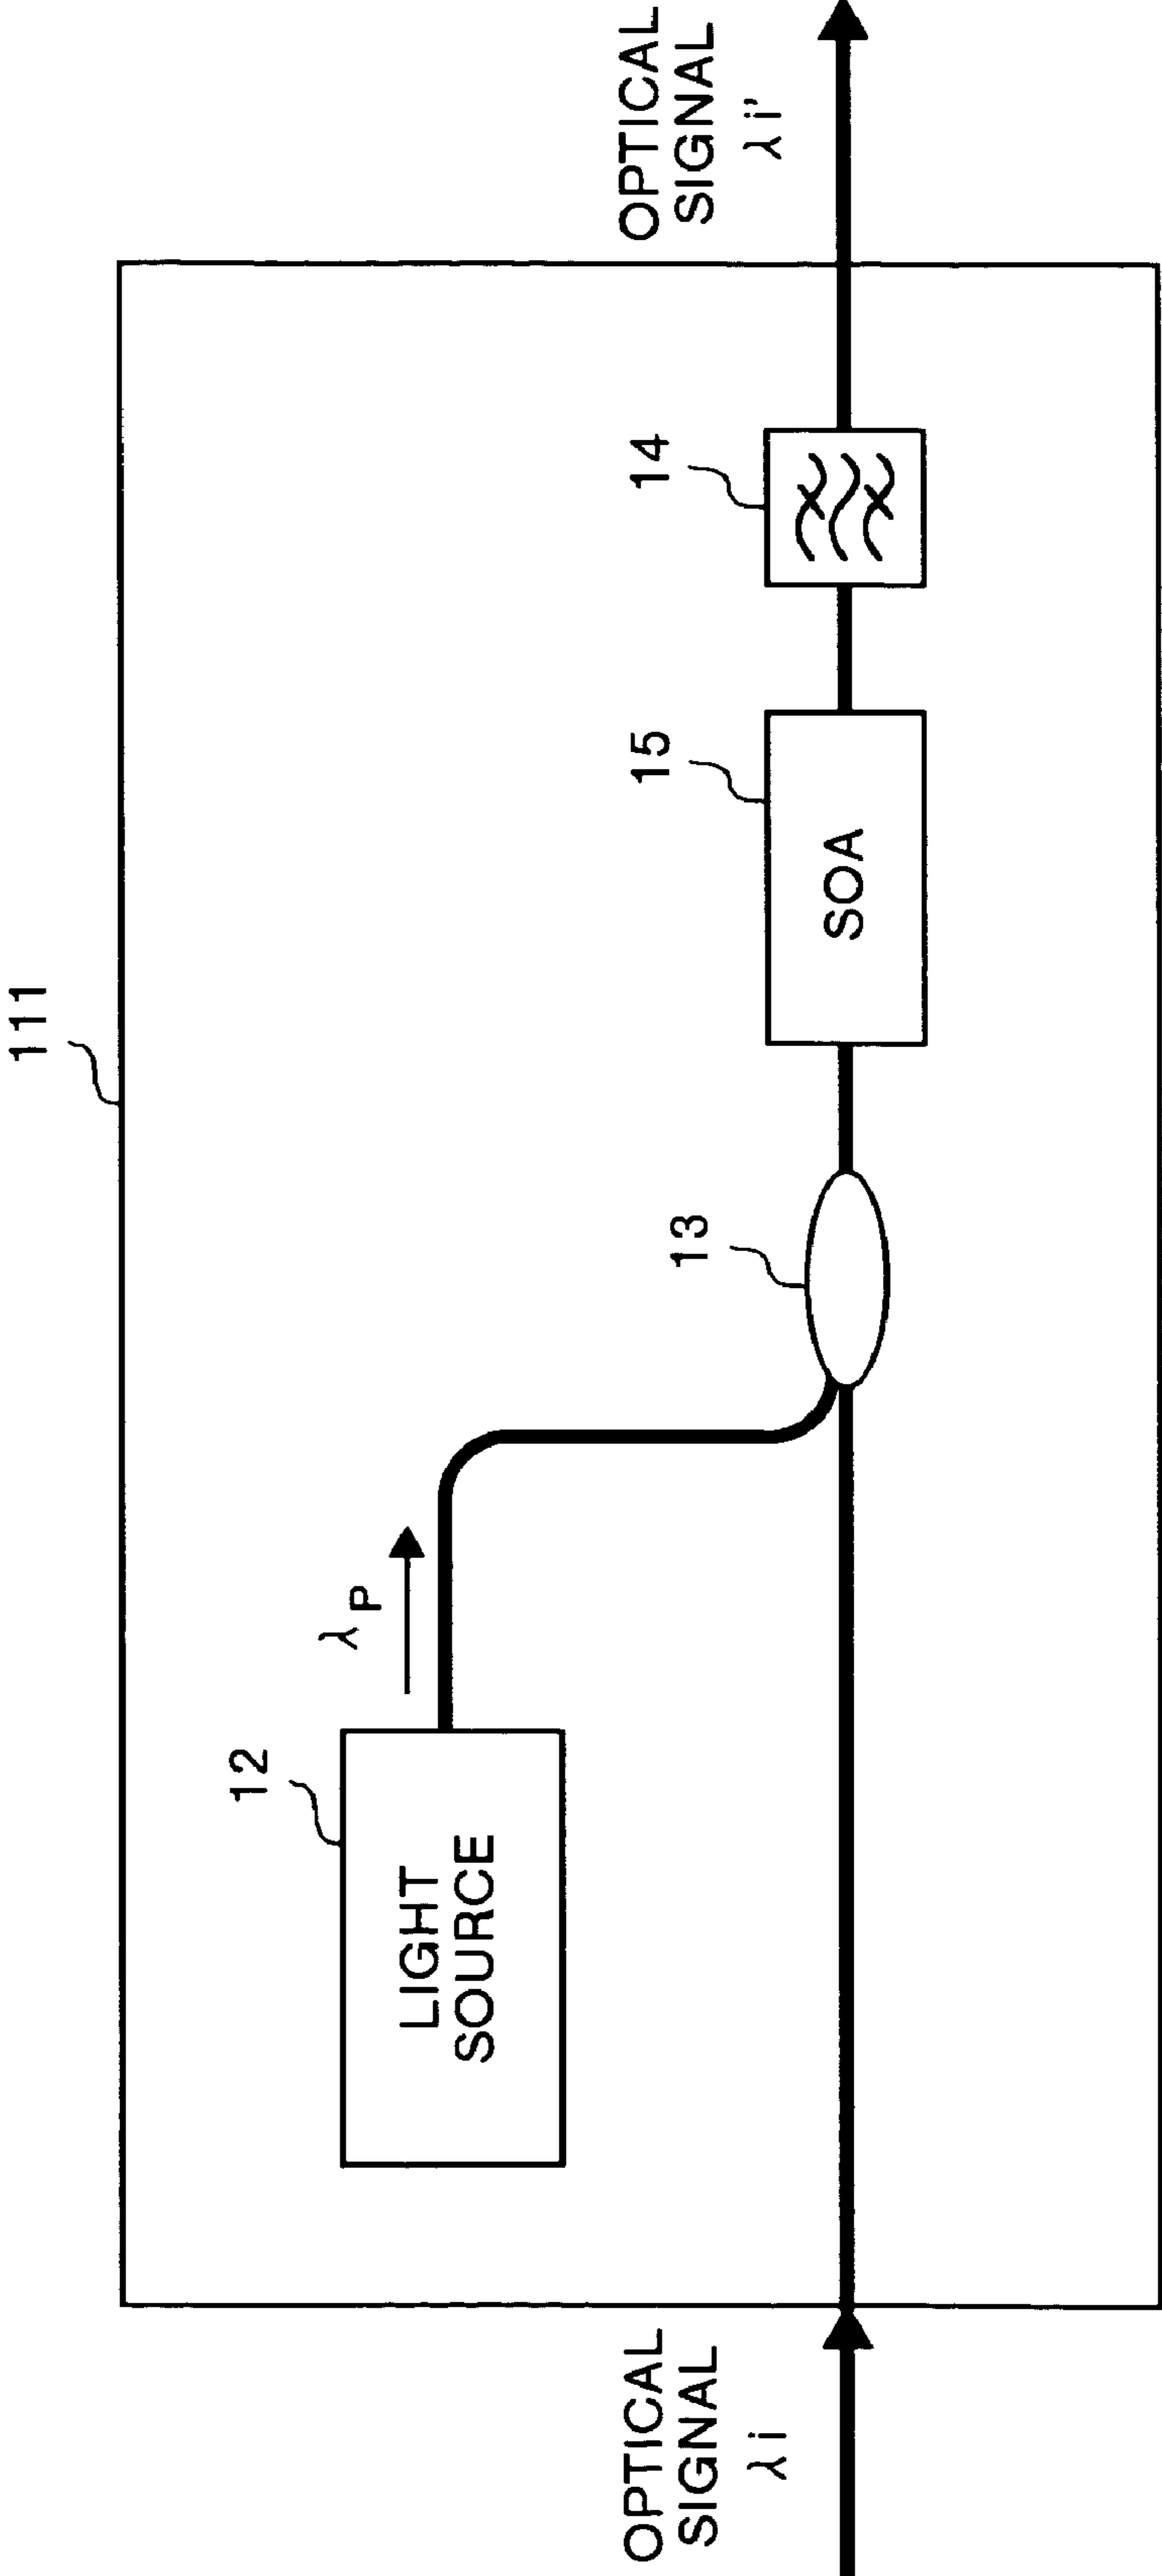 111
12
LIGHT
SOURCE
λP
13
15
SOA
14
OPTICAL
SIGNAL
λi
OPTICAL
SIGNAL
λi'